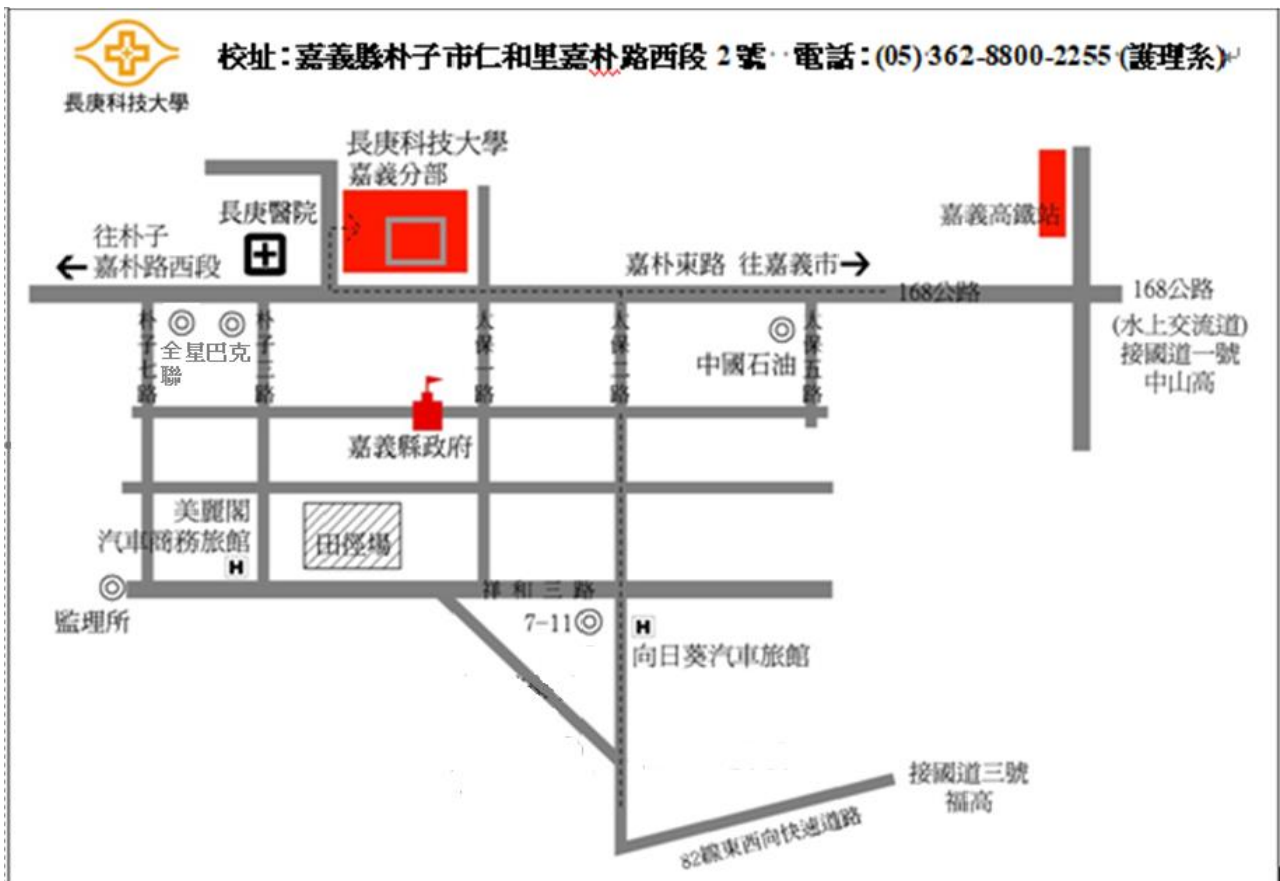 校址：嘉義縣朴子市仁和里嘉朴路西段 2 號  電話：(05) 362-8800-2255 (護理系)
長庚科技大學
長庚科技大學
嘉義分部
長庚醫院
嘉義高鐵站
往朴子
嘉朴路西段
嘉朴東路 往嘉義市
168公路
168公路
(水上交流道)
接國道一號
中山高
朴子七路
全
聯
星巴克
朴子二路
太保一路
太保二路
中國石油
太保五路
嘉義縣政府
美麗閣
汽車商務旅館
H
田徑場
監理所
祥和三路
7-11
H
向日葵汽車旅館
接國道三號
福高
82線東西向快速道路